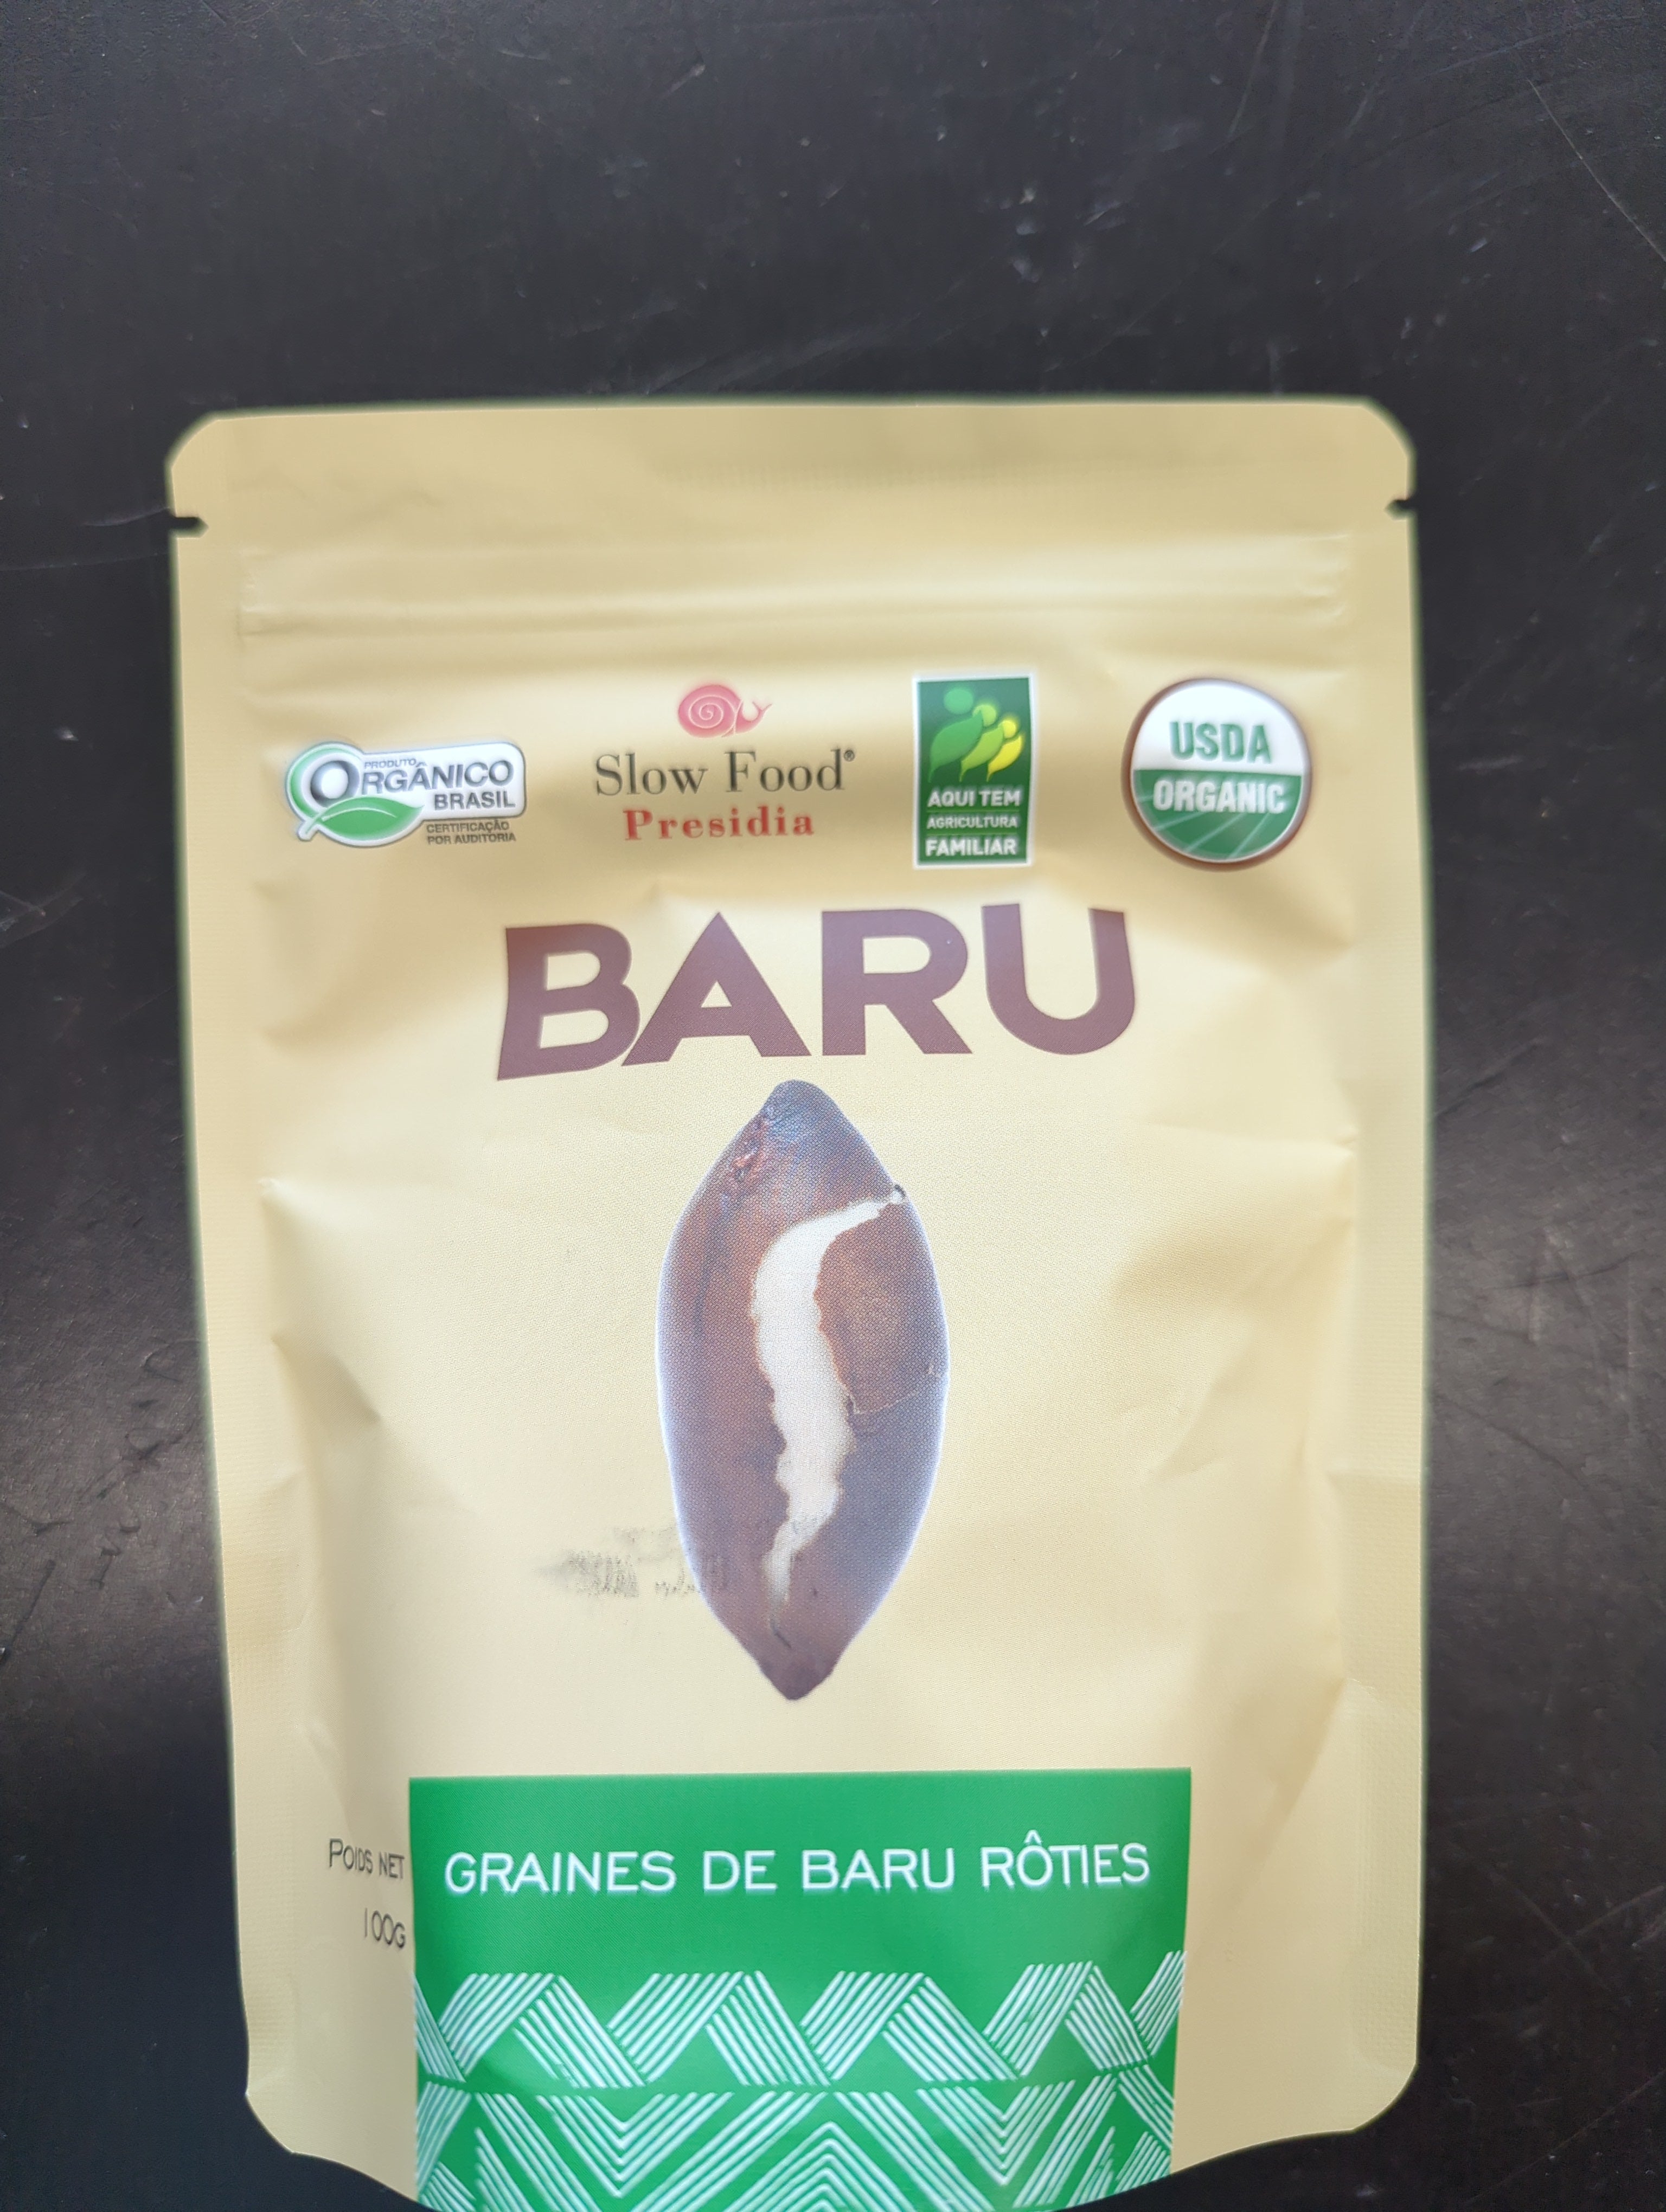 PRODUTO
ORGÂNICO
BRASIL
CERTIFICAÇÃO
POR AUDITORIA
Slow Food®
Presidia
AQUI TEM
AGRICULTURA
FAMILIAR
USDA
ORGANIC
BARU
POIDS NET
100G
GRAINES DE BARU RÔTIES